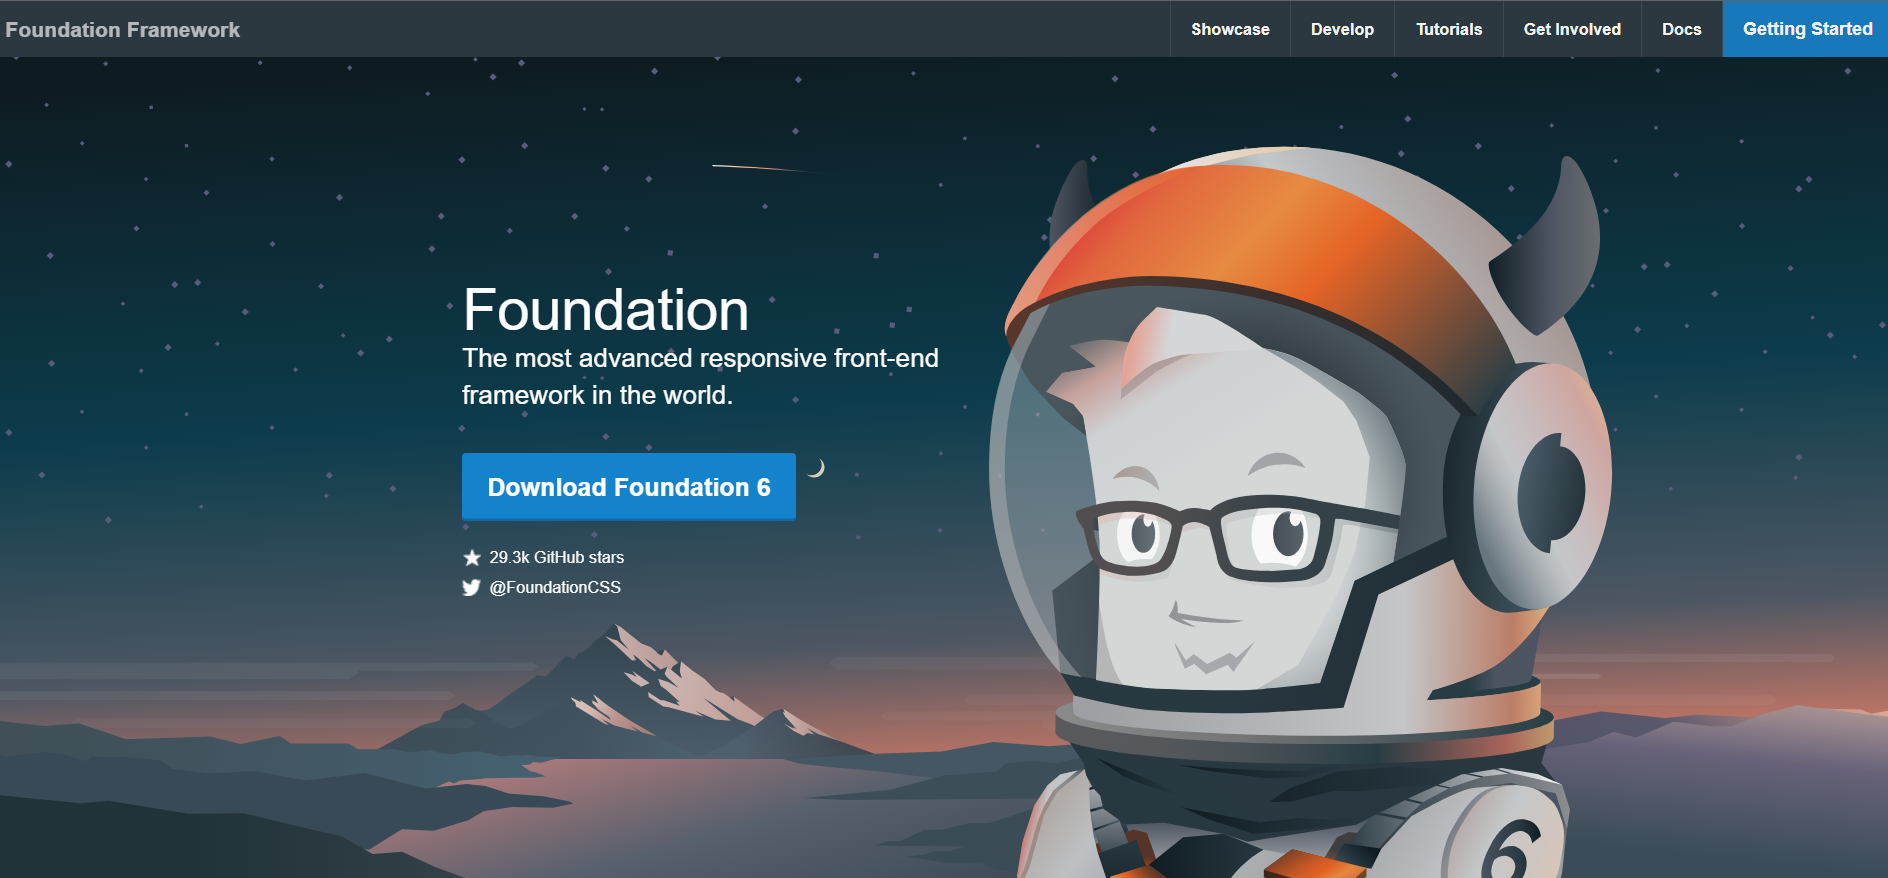 Foundation Framework
Showcase
Develop
Tutorials
Get Involved
Docs
Getting Started
Foundation
The most advanced responsive front-end
framework in the world.
Download Foundation 6
29.3k GitHub stars
@FoundationCSS
6